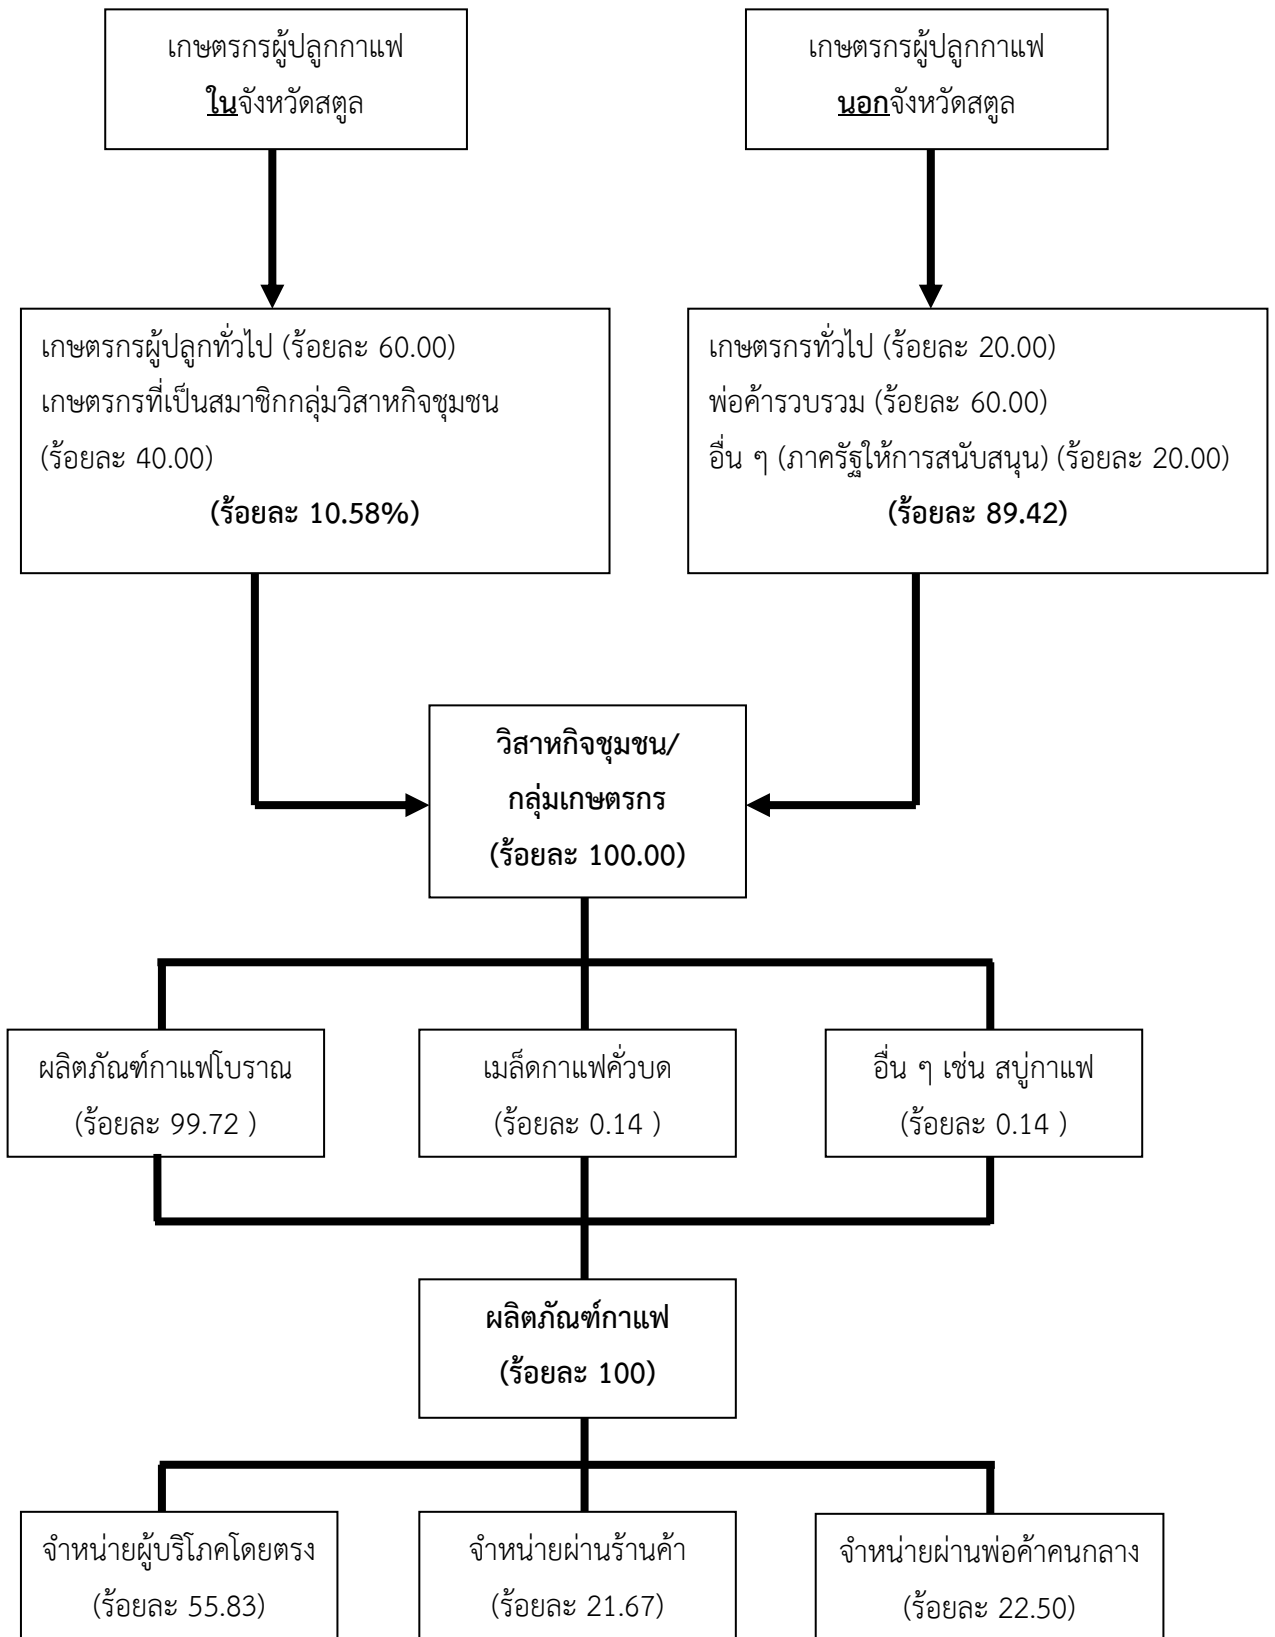 เกษตรกรผู้ปลูกกาแฟ
ในจังหวัดสตูล
เกษตรกรผู้ปลูกกาแฟ
นอกจังหวัดสตูล
เกษตรกรผู้ปลูกทั่วไป (ร้อยละ 60.00)
เกษตรกรที่เป็นสมาชิกกลุ่มวิสาหกิจชุมชน
(ร้อยละ 40.00)
(ร้อยละ 10.58%)
เกษตรกรทั่วไป (ร้อยละ 20.00)
พ่อค้ารวบรวม (ร้อยละ 60.00)
อื่น ๆ (ภาครัฐให้การสนับสนุน) (ร้อยละ 20.00)
(ร้อยละ 89.42)
วิสาหกิจชุมชน/
กลุ่มเกษตรกร
(ร้อยละ 100.00)
ผลิตภัณฑ์กาแฟโบราณ
(ร้อยละ 99.72 )
เมล็ดกาแฟคั่วบด
(ร้อยละ 0.14 )
อื่น ๆ เช่น สบู่กาแฟ
(ร้อยละ 0.14 )
ผลิตภัณฑ์กาแฟ
(ร้อยละ 100)
จำหน่ายผู้บริโภคโดยตรง
(ร้อยละ 55.83)
จำหน่ายผ่านร้านค้า
(ร้อยละ 21.67)
จำหน่ายผ่านพ่อค้าคนกลาง
(ร้อยละ 22.50)